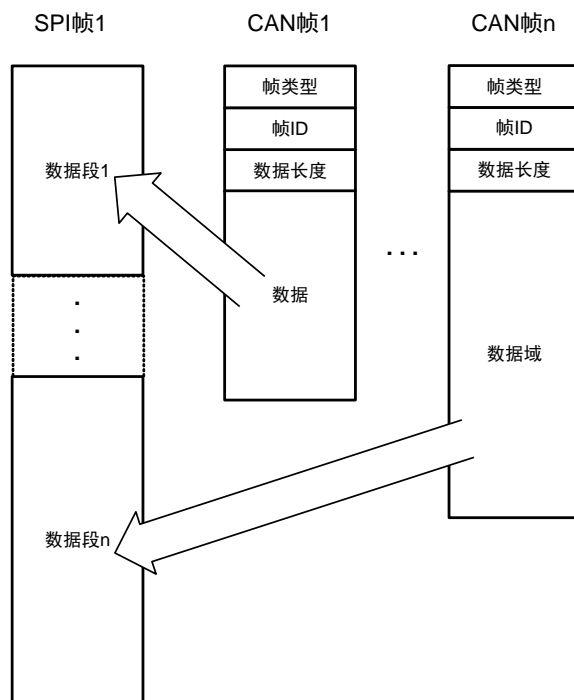 SPI帧1 CAN帧1 CAN帧n
帧类型 帧类型
帧ID 帧ID
数据段1 数据长度 数据长度
...
数据
数据域
数据段n